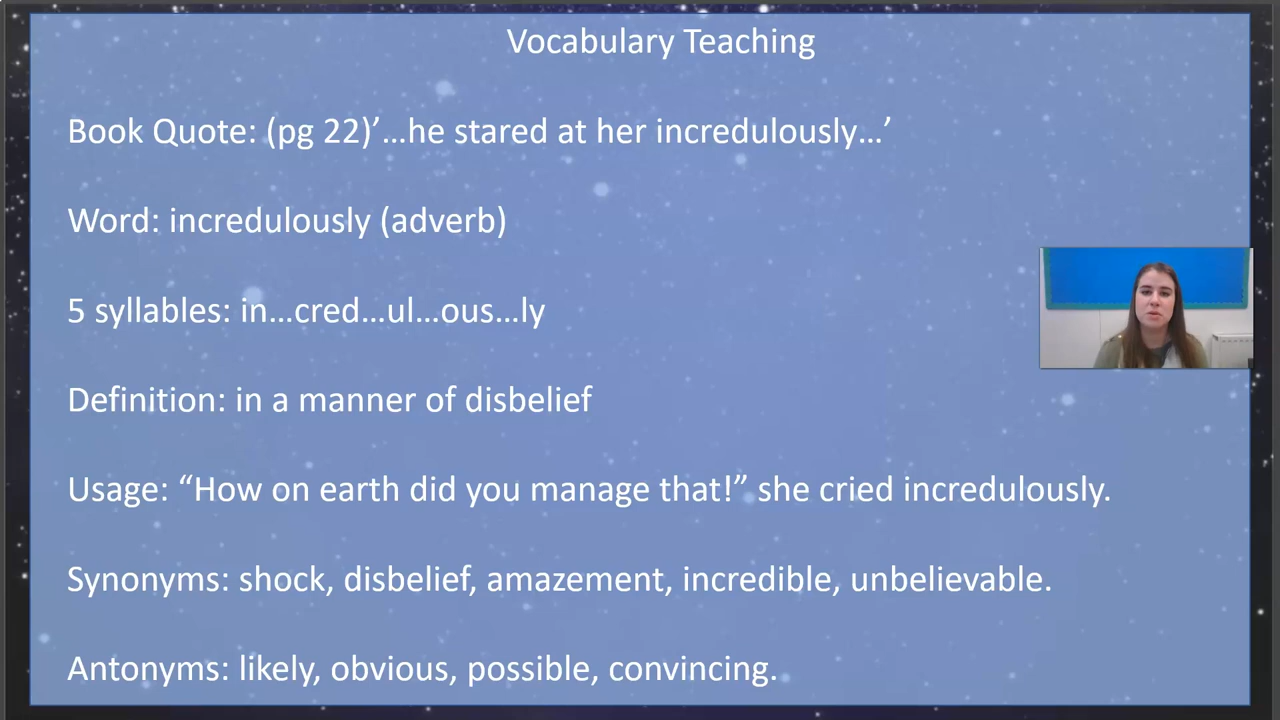 Vocabulary Teaching
Book Quote: (pg 22)’…he stared at her incredulously…’
Word: incredulously (adverb)
5 syllables: in…cred…ul…ous…ly
Definition: in a manner of disbelief
Usage: “How on earth did you manage that!” she cried incredulously.
Synonyms: shock, disbelief, amazement, incredible, unbelievable.
Antonyms: likely, obvious, possible, convincing.